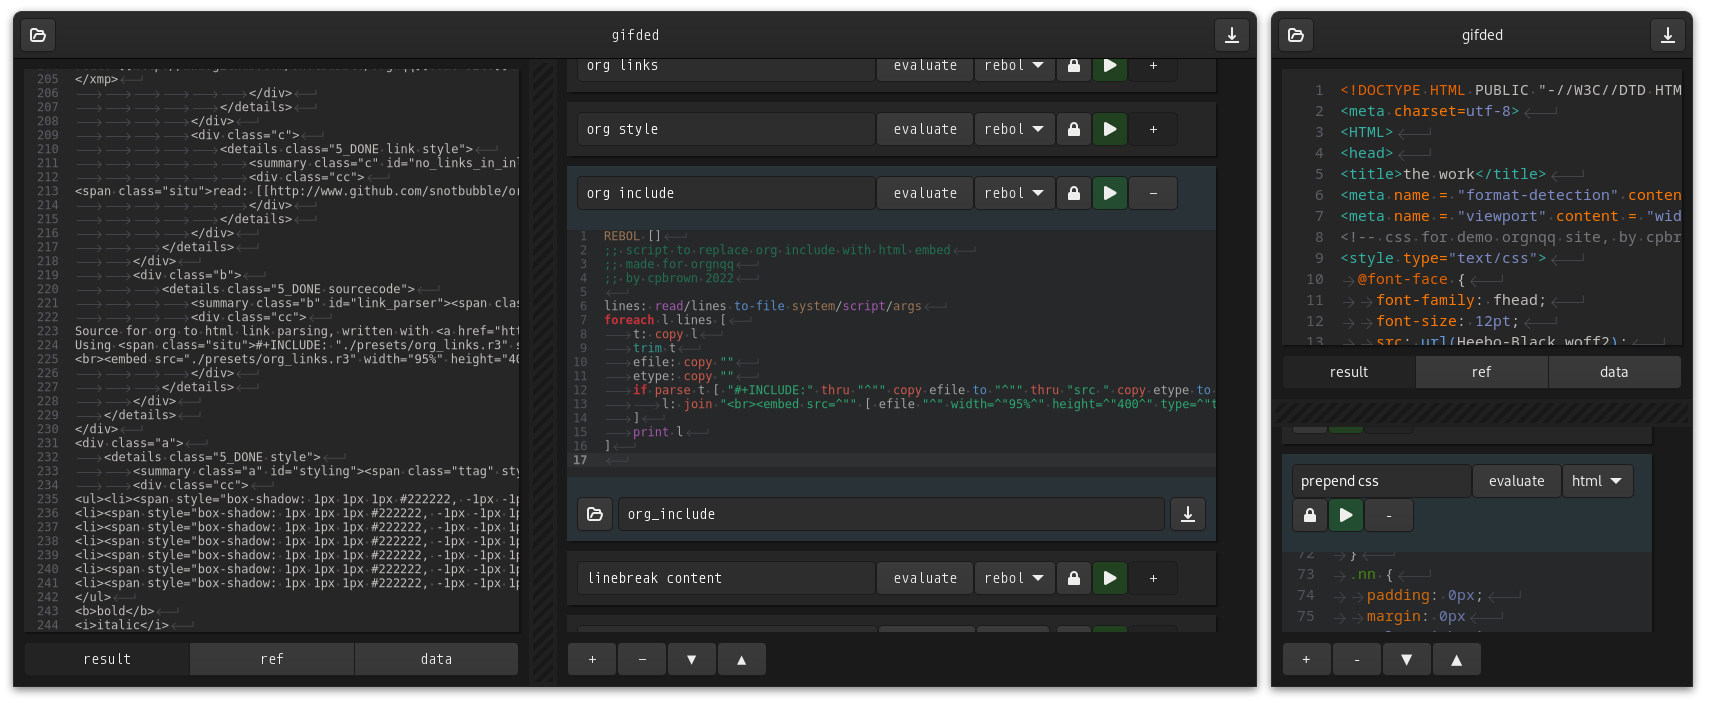 gifded
205 </xmp>
206 </div>
207 </details>
208 </div>
209 <div class="c">
210 <details class="5_DONE link style">
211 <summary class="c" id="no_links_in_inl
212 <div class="cc">
213 <span class="situ">read: [[http://www.github.com/snotbubble/or
214 </div>
215 </details>
216 </div>
217 </details>
218 </div>
219 <div class="b">
220 <details class="5_DONE sourcecode">
221 <summary class="b" id="link_parser"><span clas
222 <div class="cc">
223 Source for org to html link parsing, written with <a href="htt
224 Using <span class="situ">#+INCLUDE: "./presets/org_links.r3" s
225 <br><embed src="./presets/org_links.r3" width="95%" height="40
226 </div>
227 </details>
228 </div>
229 </details>
230 </div>
231 <div class="a">
232 <details class="5_DONE style">
233 <summary class="a" id="styling"><span class="ttag" sty
234 <div class="cc">
235 <ul><li><span style="box-shadow: 1px 1px 1px #222222, -1px -1p
236 <li><span style="box-shadow: 1px 1px 1px #222222, -1px -1px 1p
237 <li><span style="box-shadow: 1px 1px 1px #222222, -1px -1px 1p
238 <li><span style="box-shadow: 1px 1px 1px #222222, -1px -1px 1p
239 <li><span style="box-shadow: 1px 1px 1px #222222, -1px -1px 1p
240 <li><span style="box-shadow: 1px 1px 1px #222222, -1px -1px 1p
241 <li><span style="box-shadow: 1px 1px 1px #222222, -1px -1px 1p
242 </ul>
243 <b>bold</b>
244 <i>italic</i>
result ref data
org links evaluate rebol +
org style evaluate rebol +
org include evaluate rebol −
1 REBOL []
2 ;; script to replace org include with html embed
3 ;; made for orgnqq
4 ;; by cpbrown 2022
5
6 lines: read/lines to-file system/script/args
7 foreach l lines [
8 t: copy l
9 trim t
10 efile: copy ""
11 etype: copy ""
12 if parse t [ "#+INCLUDE:" thru "^"" copy efile to "^"" thru "src " copy etype to
13 l: join "<br><embed src=^"" [ efile "^" width=^"95%^" height=^"400^" type=^"t
14 ]
15 print l
16 ]
17
org_include
linebreak content evaluate rebol +
+ − ▼ ▲
gifded
1 <!DOCTYPE HTML PUBLIC "-//W3C//DTD HTM
2 <meta charset=utf-8>
3 <HTML>
4 <head>
5 <title>the work</title>
6 <meta name = "format-detection" conten
7 <meta name = "viewport" content = "wid
8 <!-- css for demo orgnqq site, by cpbr
9 <style type="text/css">
10 @font-face {
11 font-family: fhead;
12 font-size: 12pt;
13 src: url(Heebo-Black.woff2);
result ref data
prepend css evaluate html
-
72 }
73 .nn {
74 padding: 0px;
75 margin: 0px
+ - ▼ ▲